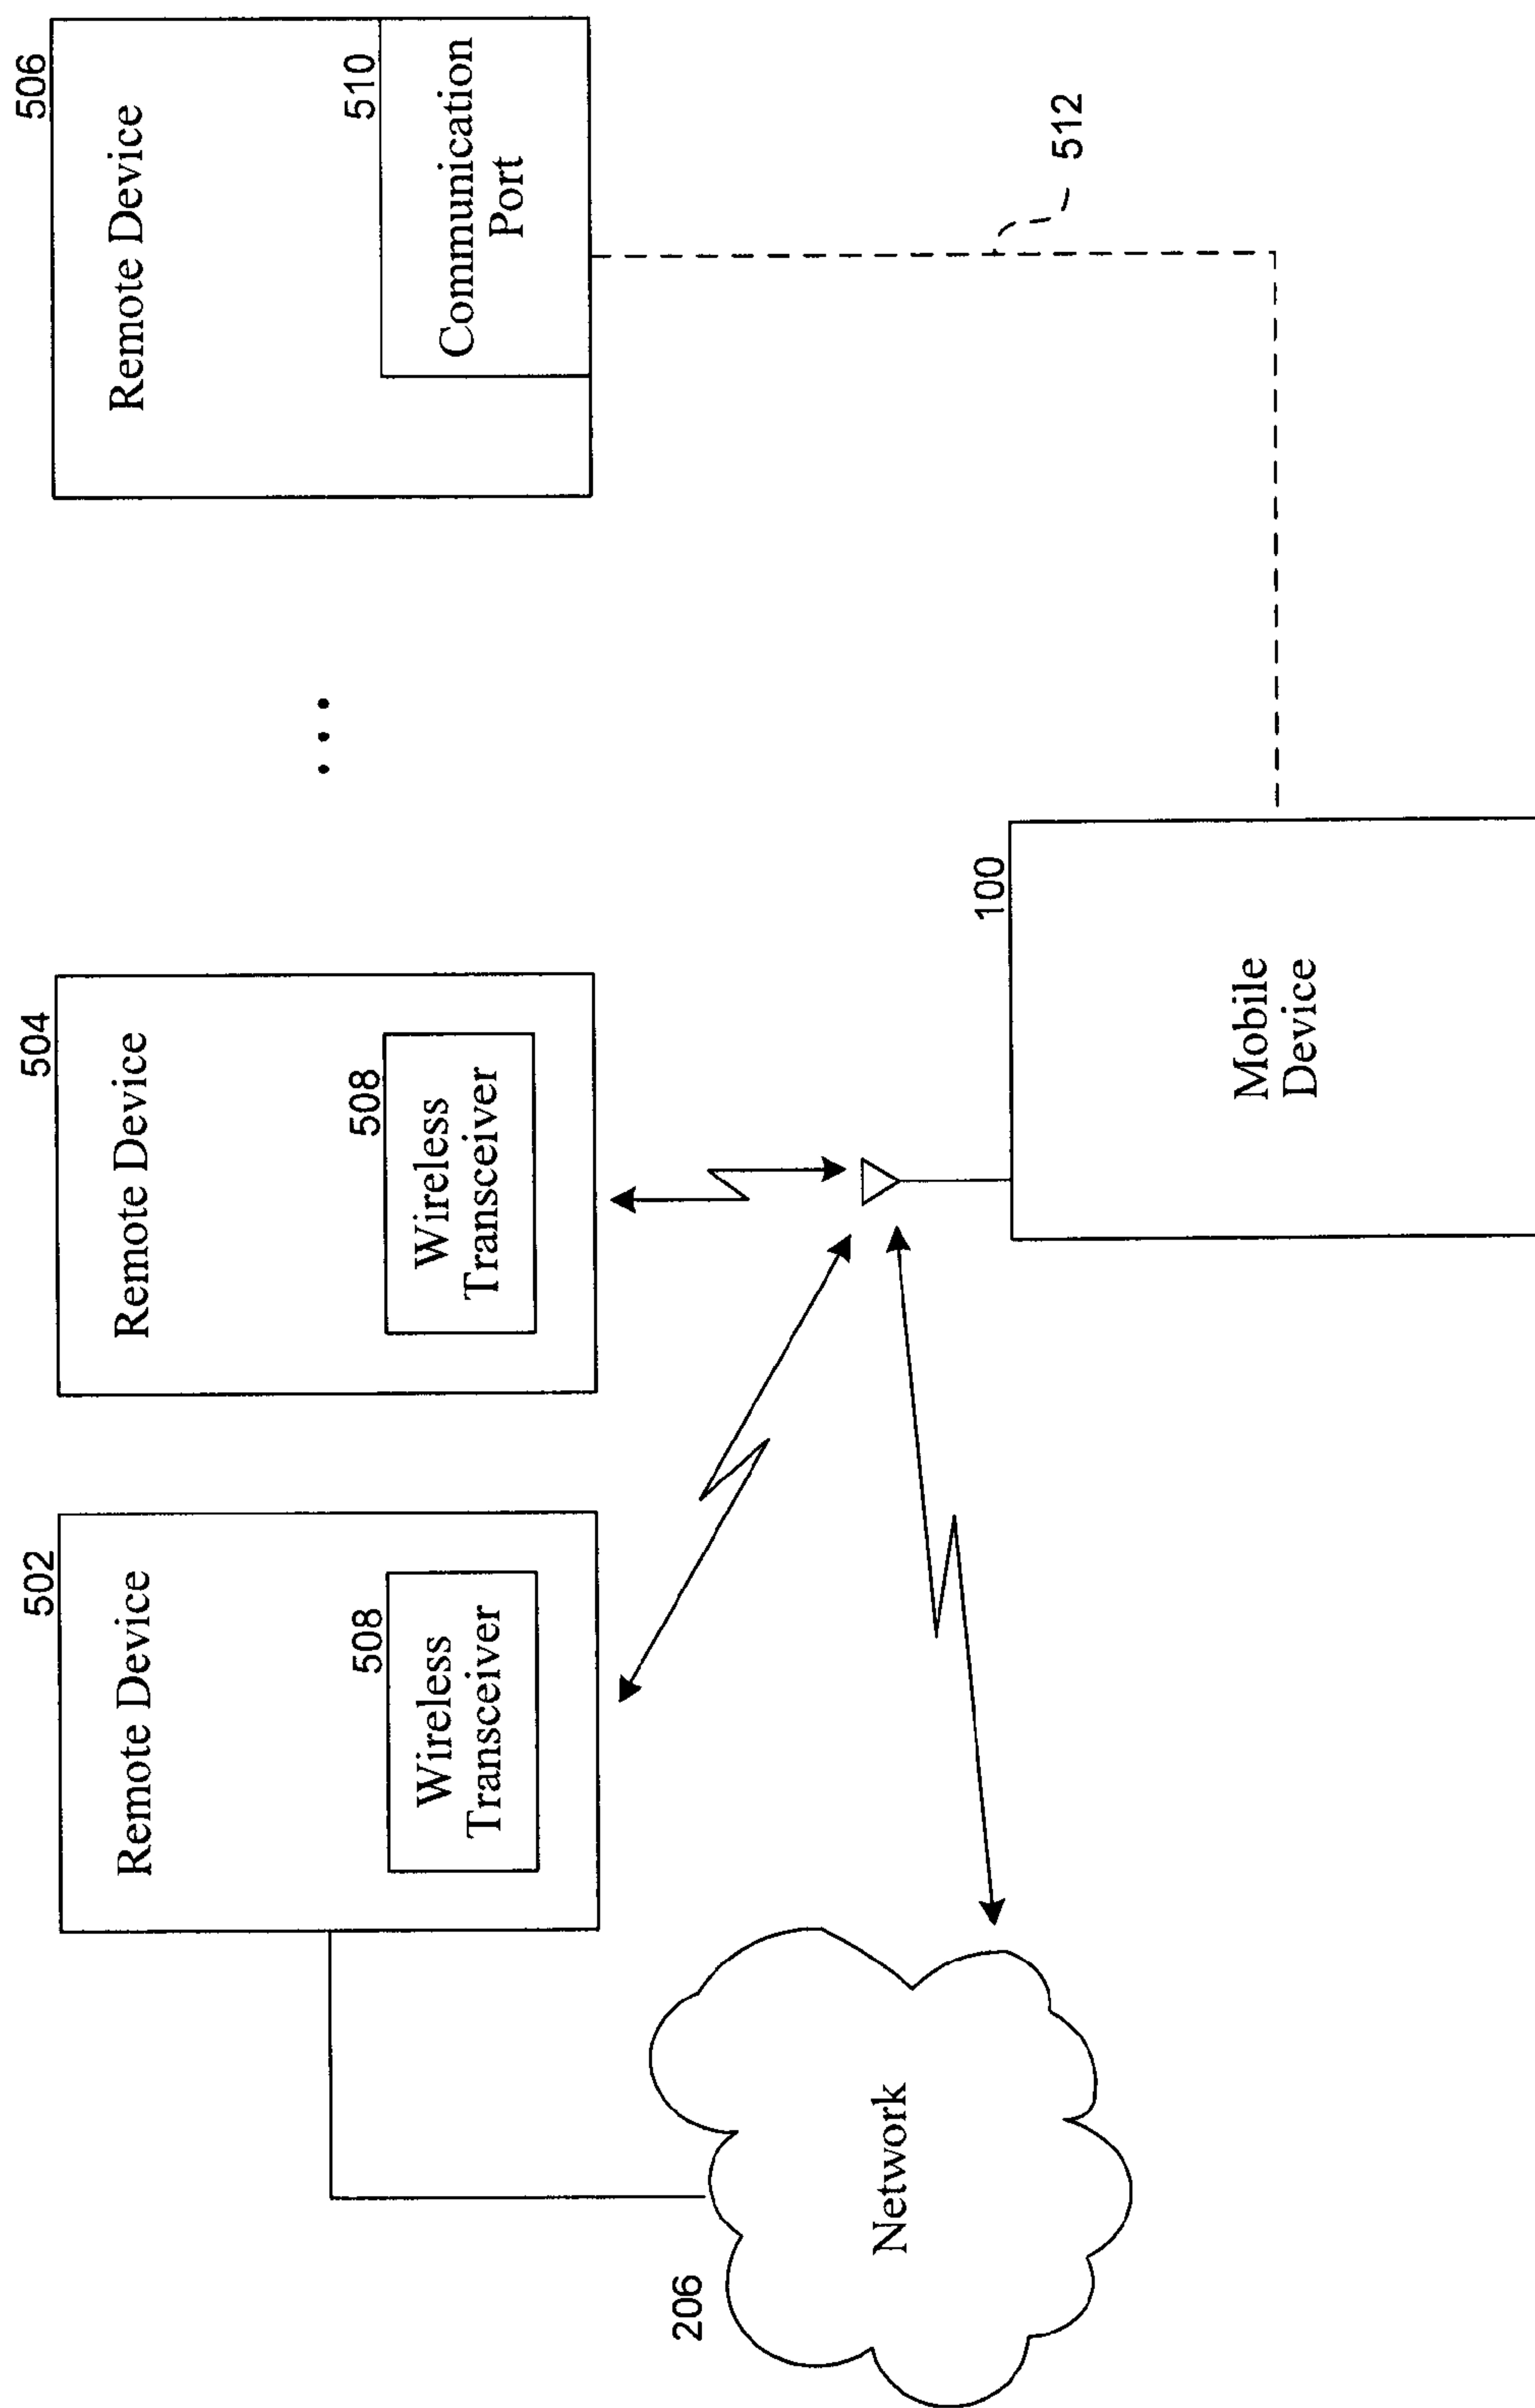 502
Remote Device
508
Wireless
Transceiver
504
Remote Device
508
Wireless
Transceiver
...
506
Remote Device
510
Communication
Port
512
206
Network
100
Mobile
Device